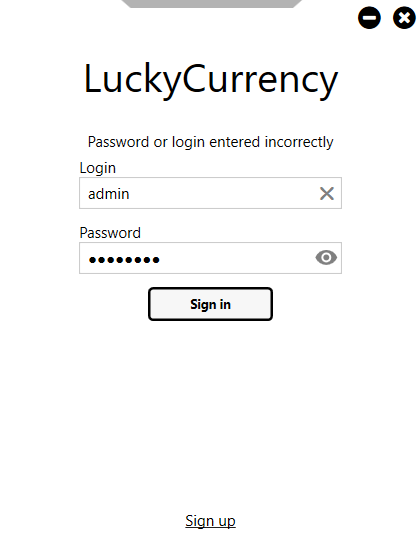 LuckyCurrency
Password or login entered incorrectly
Login
admin
Password
●●●●●●●●
Sign in
Sign up